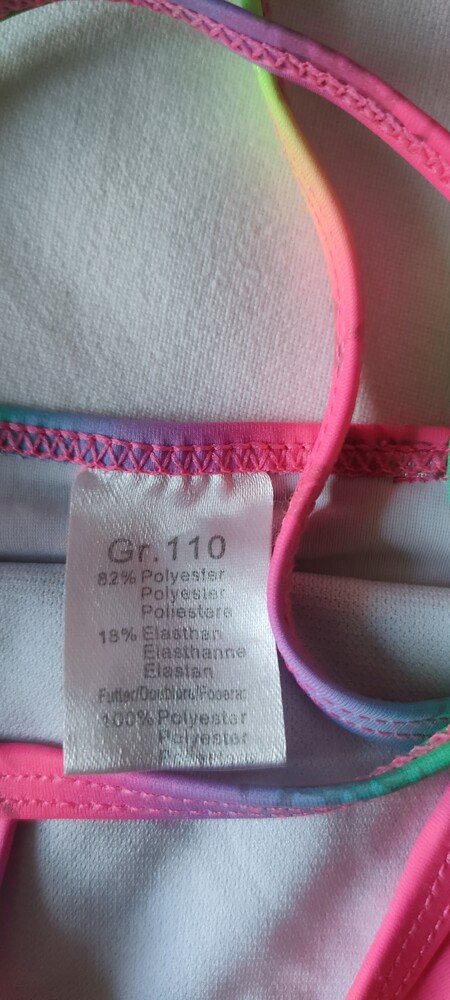 Gr.110
82% Polyester
Polyester
Poliestere
18% Elasthan
Elasthanne
Elastan
Futter/Doublure/Fodera:
100% Polyester
Polyester